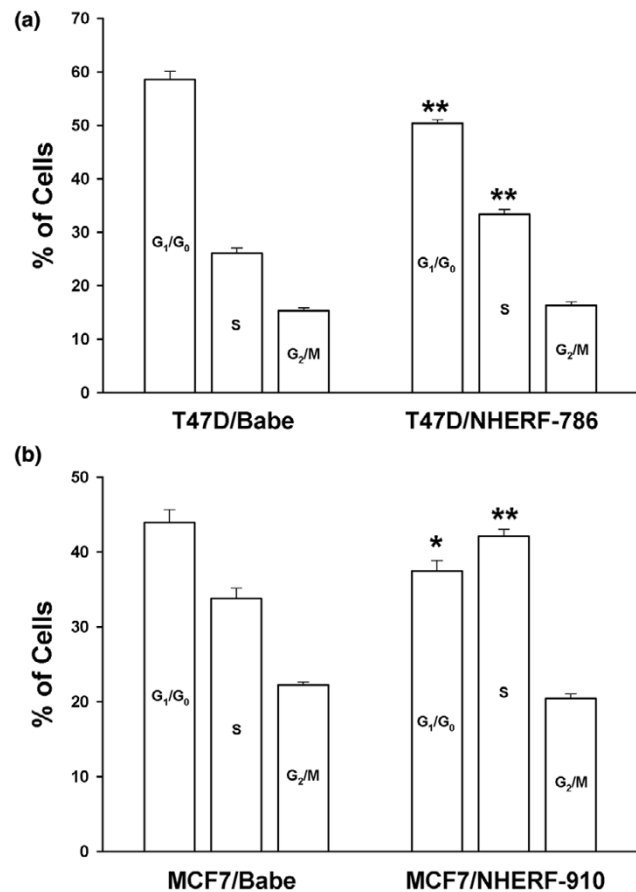 (a)
% of Cells
70
60
50
40
30
20
10
0
G₁/G₀
S
G₂/M
**
G₁/G₀
**
S
G₂/M
T47D/Babe T47D/NHERF-786
(b)
% of Cells
50
40
30
20
10
0
G₁/G₀
S
G₂/M
*
G₁/G₀
**
S
G₂/M
MCF7/Babe MCF7/NHERF-910